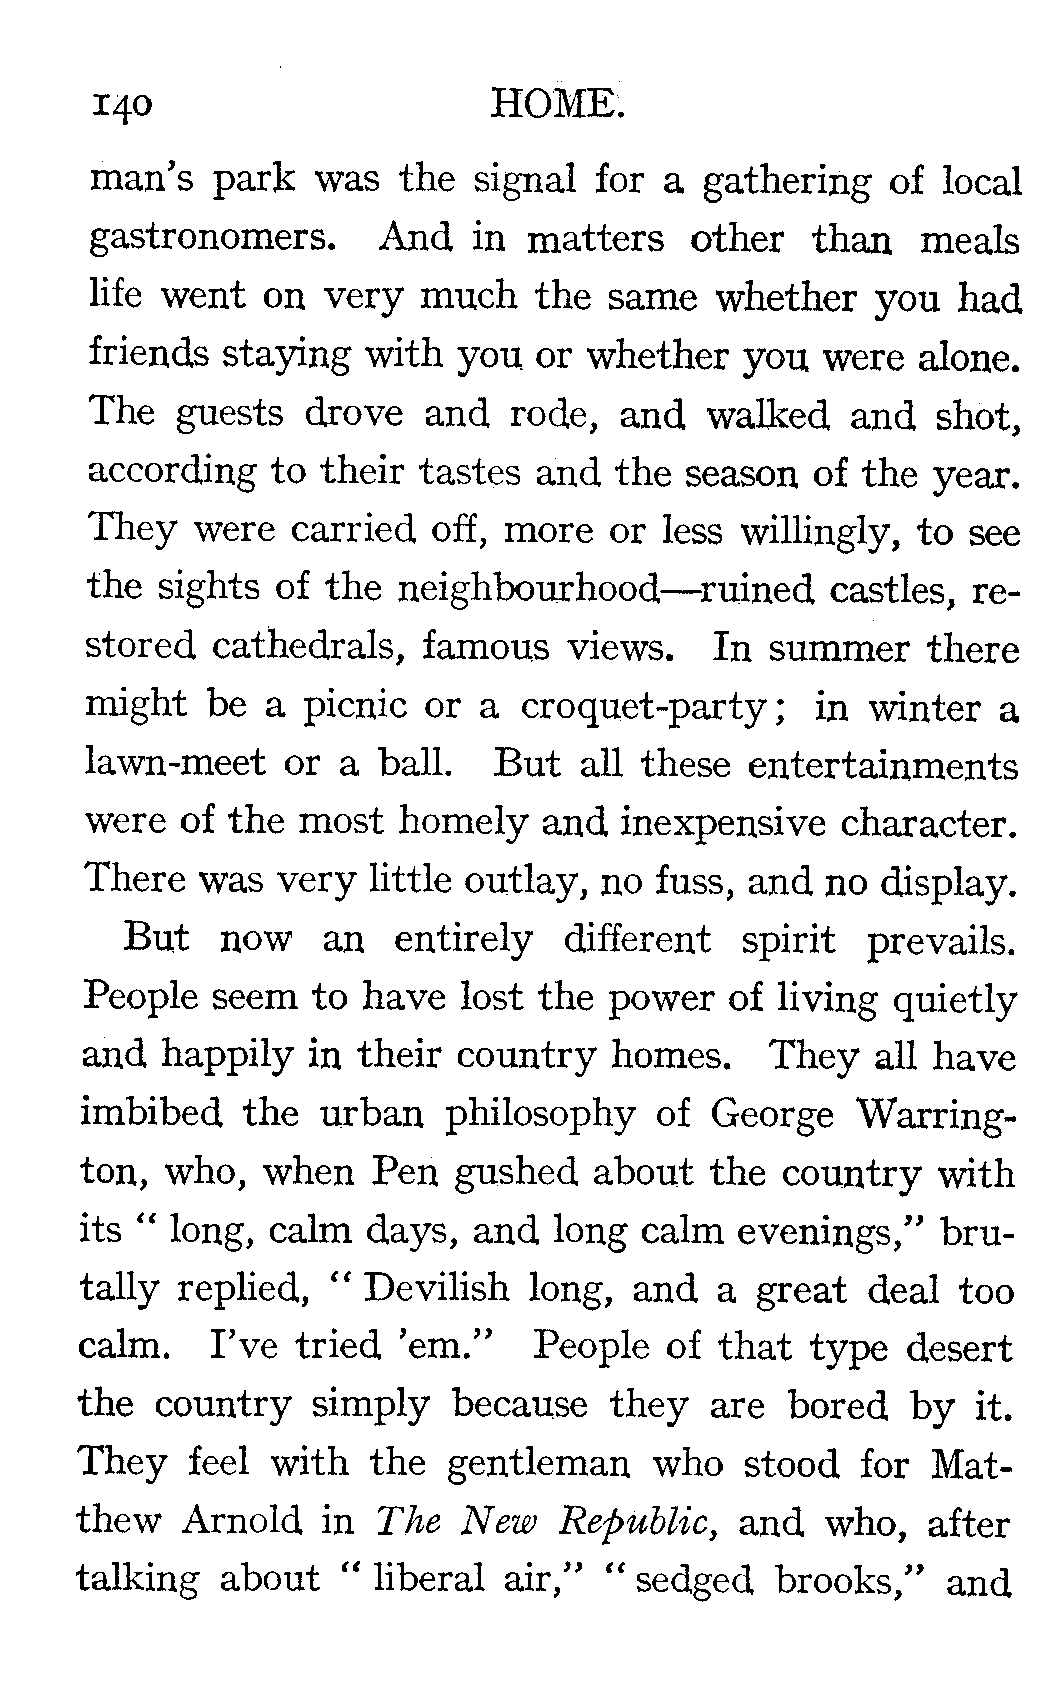 140 HOME.
man's park was the signal for a gathering of local
gastronomers. And in matters other than meals
life went on very much the same whether you had
friends staying with you or whether you were alone.
The guests drove and rode, and walked and shot,
according to their tastes and the season of the year.
They were carried off, more or less willingly, to see
the sights of the neighbourhood—ruined castles, re-
stored cathedrals, famous views. In summer there
might be a picnic or a croquet-party; in winter a
lawn-meet or a ball. But all these entertainments
were of the most homely and inexpensive character.
There was very little outlay, no fuss, and no display.
But now an entirely different spirit prevails.
People seem to have lost the power of living quietly
and happily in their country homes. They all have
imbibed the urban philosophy of George Warring-
ton, who, when Pen gushed about the country with
its “ long, calm days, and long calm evenings,” bru-
tally replied, “ Devilish long, and a great deal too
calm. I’ve tried ’em.” People of that type desert
the country simply because they are bored by it.
They feel with the gentleman who stood for Mat-
thew Arnold in The New Republic, and who, after
talking about “ liberal air,” “ sedged brooks,” and